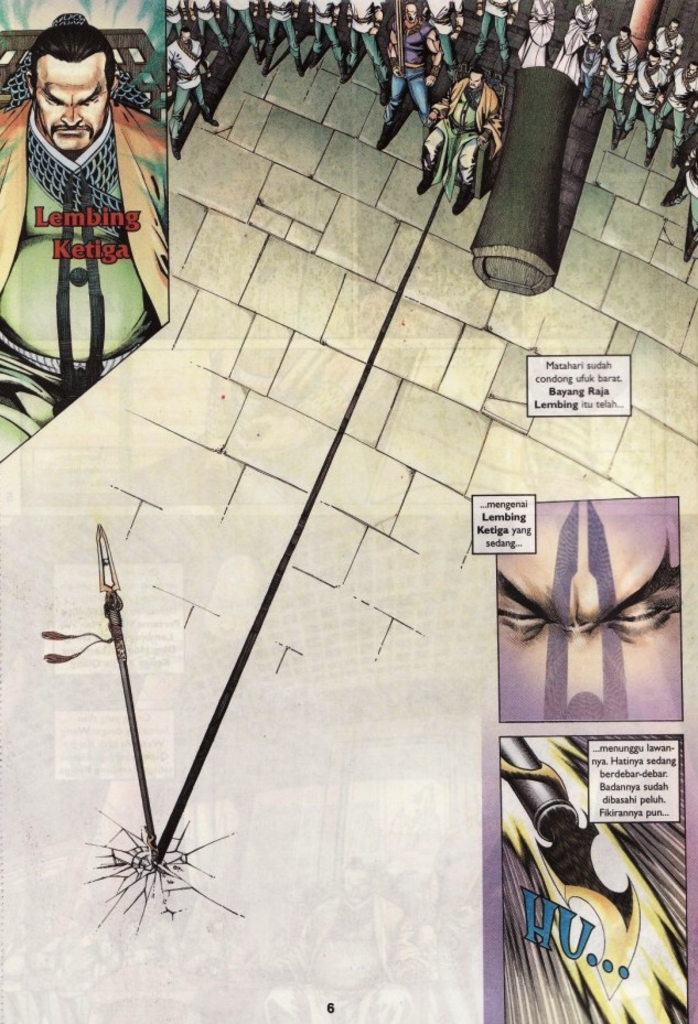 Lembing
Ketiga
Matahari sudah
condong ufuk barat.
Bayang Raja
Lembing itu telah...
...mengenai
Lembing
Ketiga yang
sedang...
...menunggu lawan-
nya. Hatinya sedang
berdebar-debar.
Badannya sudah
dibasahi peluh.
Fikirannya pun...
HU...
6